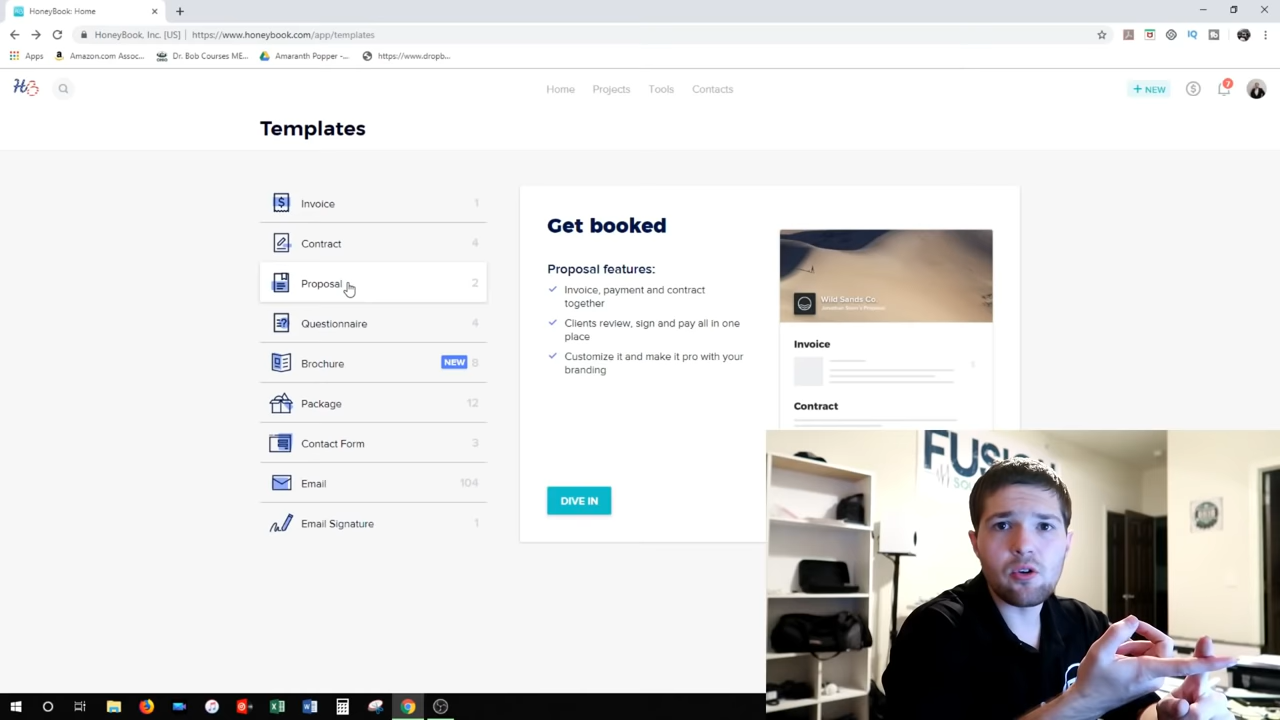 HoneyBook: Home
HoneyBook, Inc. [US] | https://www.honeybook.com/app/templates
Apps
Amazon.com Assoc...
Dr. Bob Courses ME...
Amaranth Popper -...
https://www.dropb...
Home
Projects
Tools
Contacts
+ NEW
7
Templates
Invoice 1
Contract 4
Proposal 2
Questionnaire 4
Brochure NEW 8
Package 12
Contact Form 3
Email 104
Email Signature 1
Get booked
Proposal features:
Invoice, payment and contract
together
Clients review, sign and pay all in one
place
Customize it and make it pro with your
branding
DIVE IN
Wild Sands Co
Invoice
Contract
FUSION